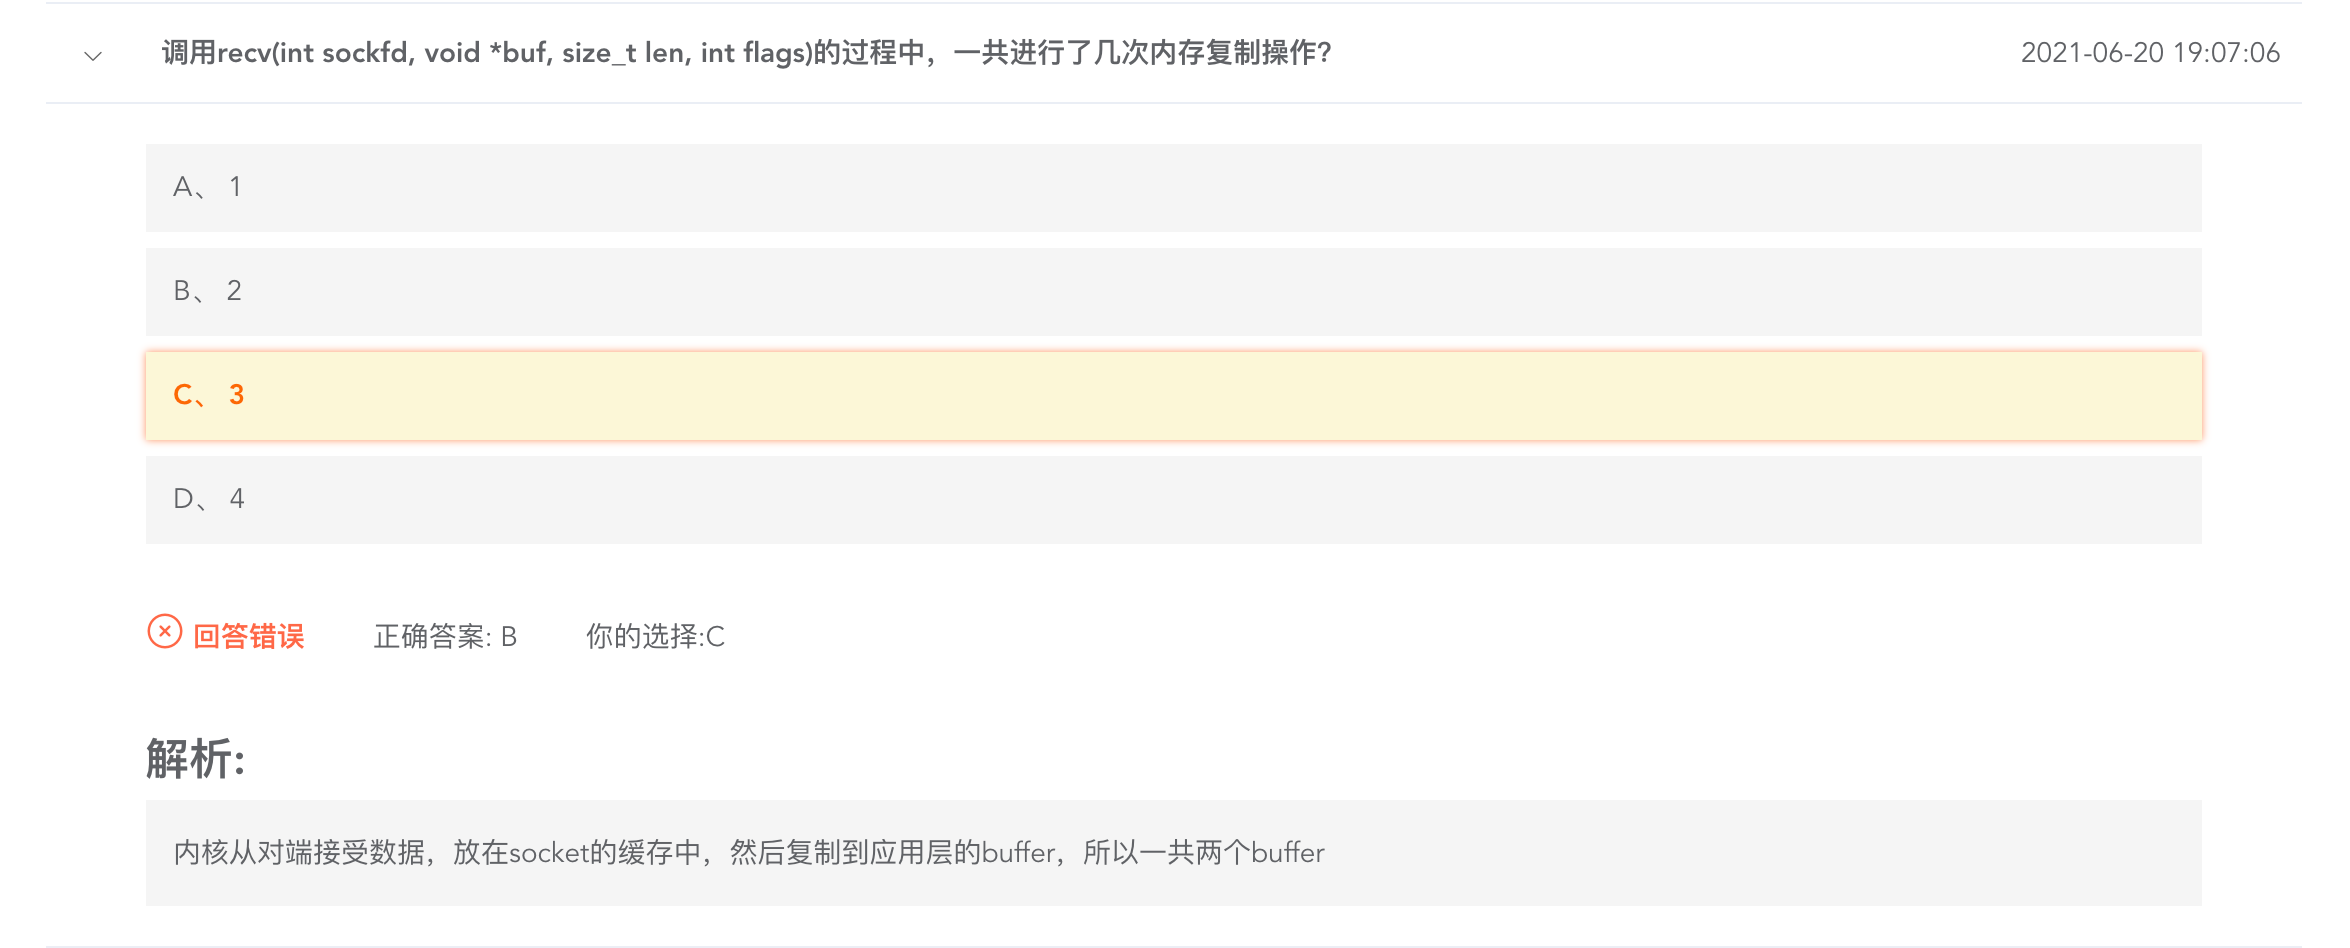 调用recv(int sockfd, void *buf, size_t len, int flags)的过程中，一共进行了几次内存复制操作?
2021-06-20 19:07:06
A、 1
B、 2
C、 3
D、 4
回答错误 正确答案: B 你的选择:C
解析:
内核从对端接受数据，放在socket的缓存中，然后复制到应用层的buffer，所以一共两个buffer